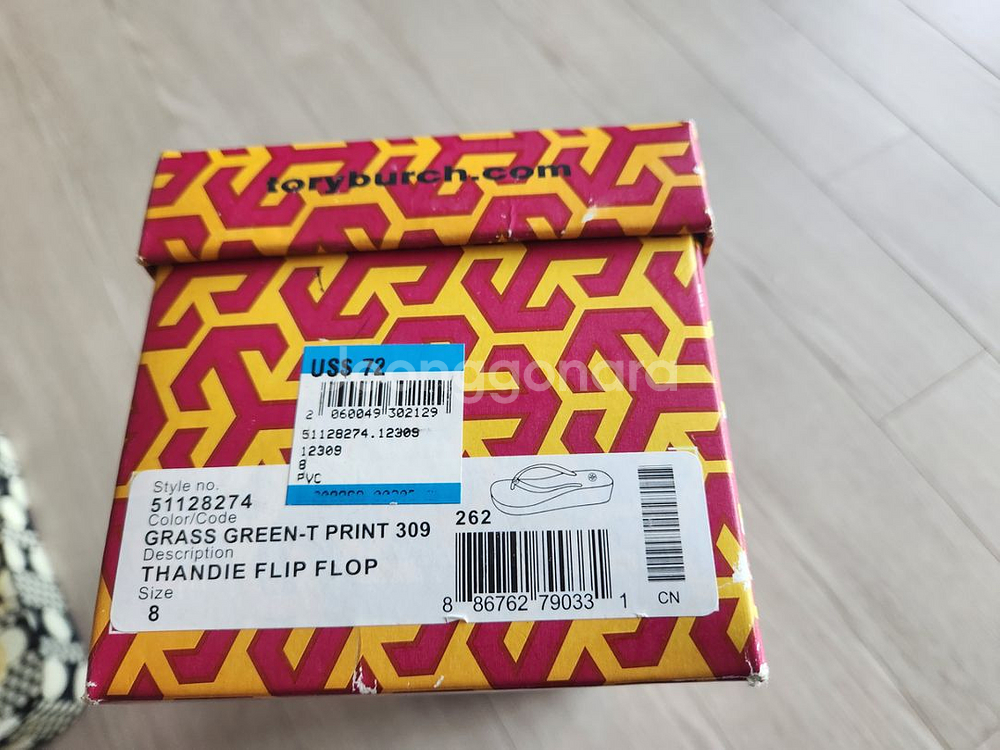 toryburch.com
US$ 72
joonggonara
2 060049 302129
51128274.12309
12309
8
PVC
Style no.
51128274
Color/Code
GRASS GREEN-T PRINT 309
Description
THANDIE FLIP FLOP
Size
8
262
8 86762 79033 1
CN